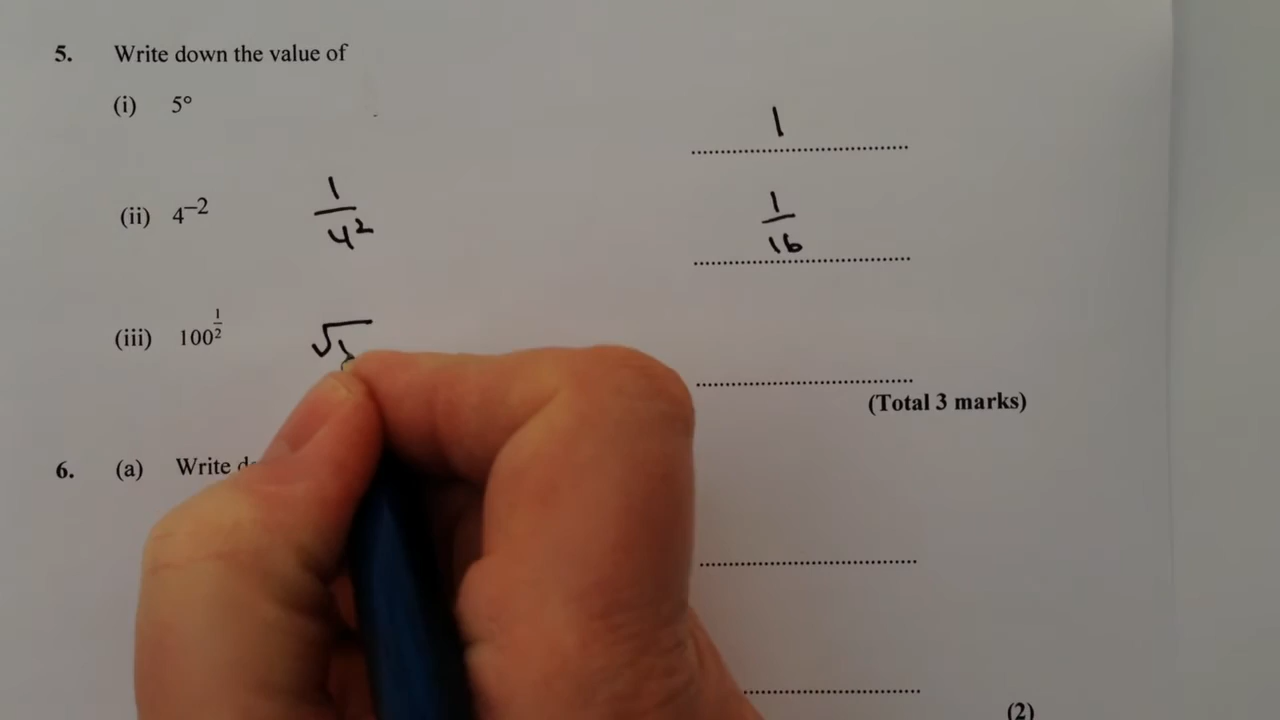 5. Write down the value of
(i) 5° 1
(ii) 4⁻² 1/4² 1/16
(iii) 100^(1/2) √
(Total 3 marks)
6. (a) Write
(2)